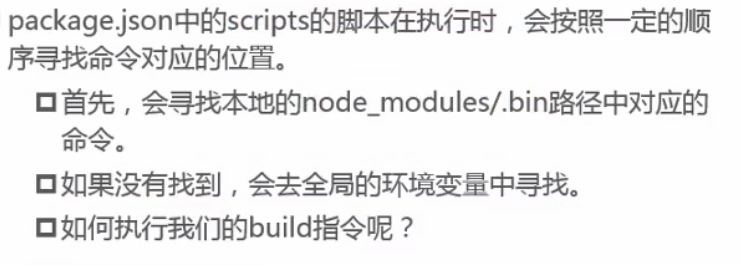 package.json中的scripts的脚本在执行时，会按照一定的顺
序寻找命令对应的位置。
首先，会寻找本地的node_modules/.bin路径中对应的
命令。
如果没有找到，会去全局的环境变量中寻找。
如何执行我们的build指令呢？